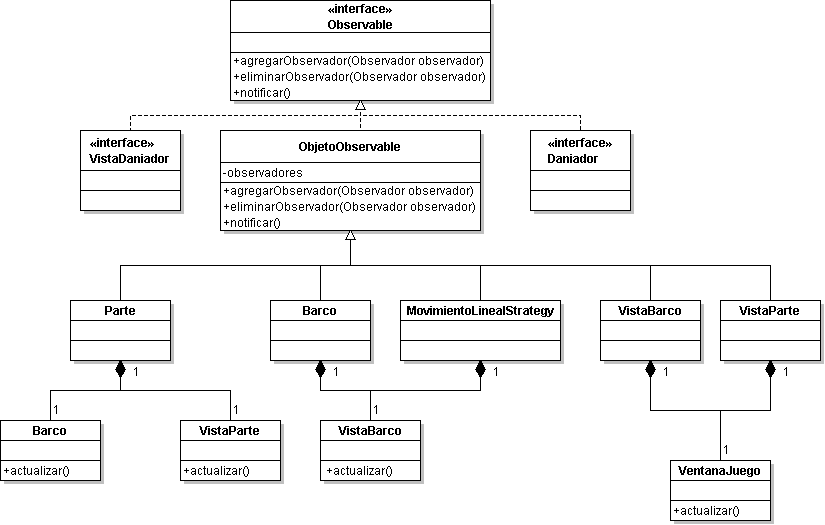 «interface»
Observable
+agregarObservador(Observador observador)
+eliminarObservador(Observador observador)
+notificar()
«interface»
VistaDaniador
ObjetoObservable
-observadores
+agregarObservador(Observador observador)
+eliminarObservador(Observador observador)
+notificar()
«interface»
Daniador
Parte
Barco
MovimientoLinealStrategy
VistaBarco
VistaParte
1
1
1
1
1
1
1
1
Barco
+actualizar()
VistaParte
+actualizar()
VistaBarco
+actualizar()
1
VentanaJuego
+actualizar()